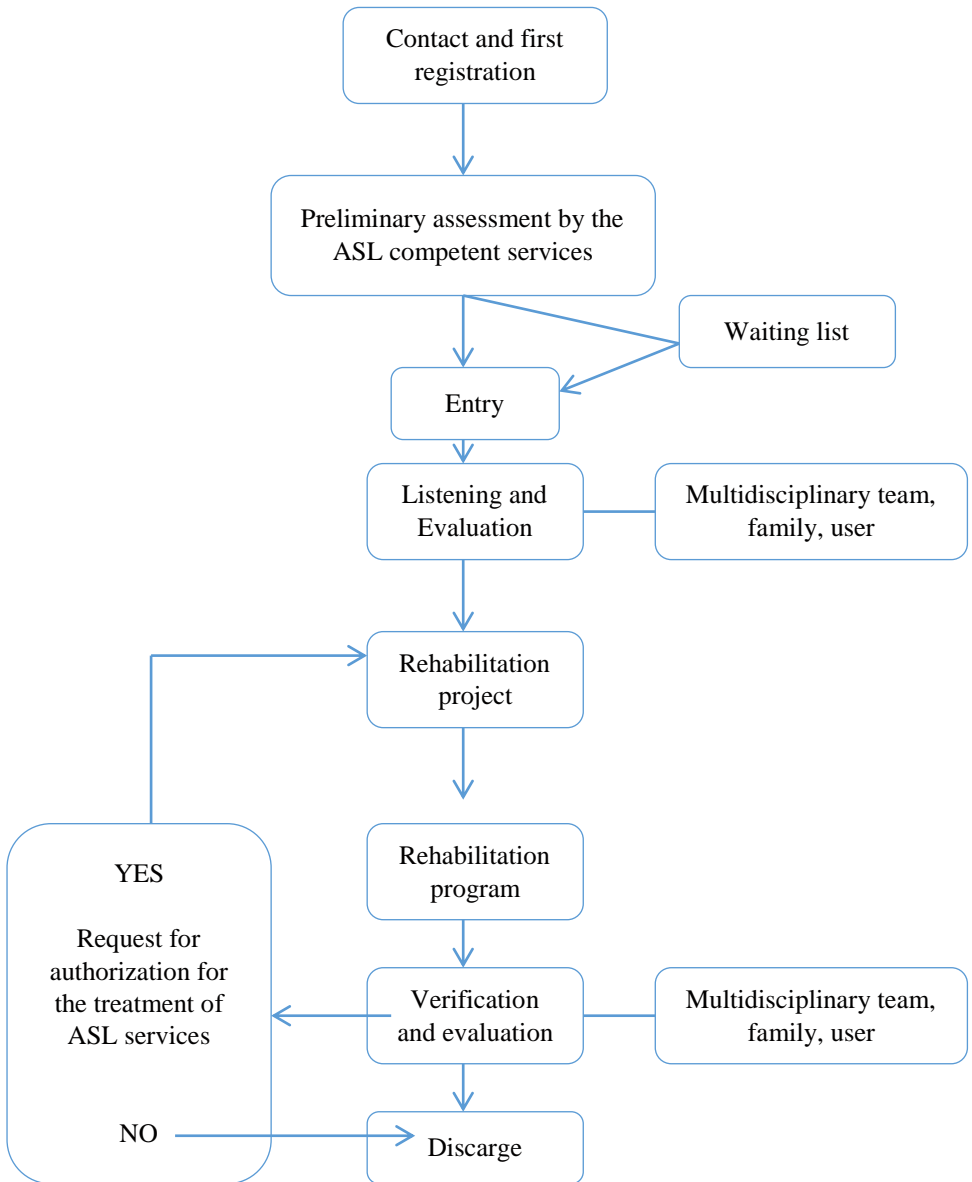 Contact and first
registration
Preliminary assessment by the
ASL competent services
Waiting list
Entry
Listening and
Evaluation
Multidisciplinary team,
family, user
Rehabilitation
project
Rehabilitation
program
YES
Request for
authorization for
the treatment of
ASL services
Verification
and evaluation
Multidisciplinary team,
family, user
NO
Discarge